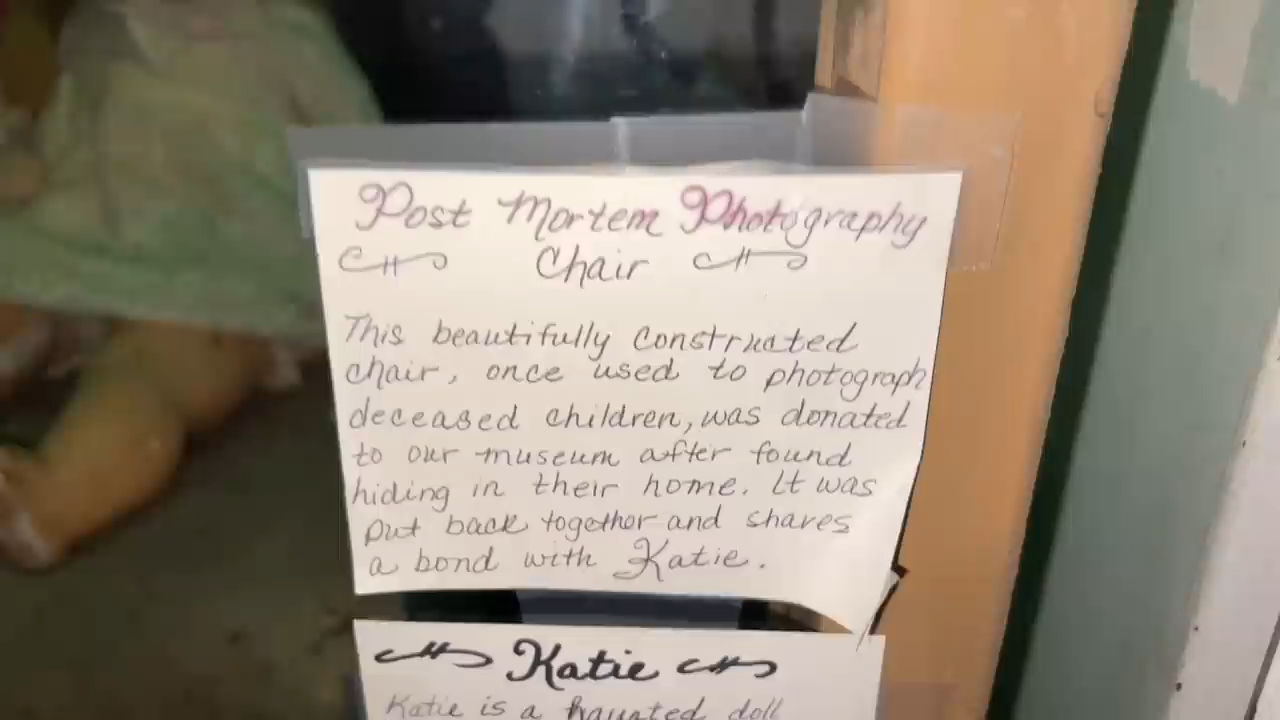 Post Mortem Photography
Chair
This beautifully constructed
chair, once used to photograph
deceased children, was donated
to our museum after found
hiding in their home. It was
put back together and shares
a bond with Katie.
Katie
Katie is a haunted doll